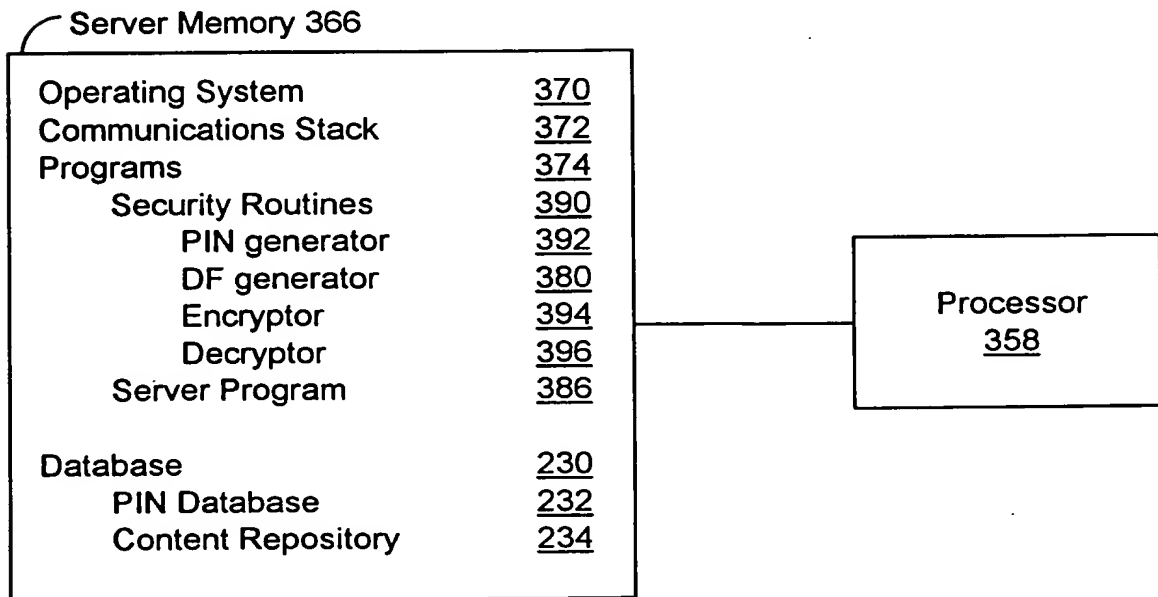 Server Memory 366
Operating System 370
Communications Stack 372
Programs 374
Security Routines 390
PIN generator 392
DF generator 380
Encryptor 394
Decryptor 396
Server Program 386
Database 230
PIN Database 232
Content Repository 234
Processor
358